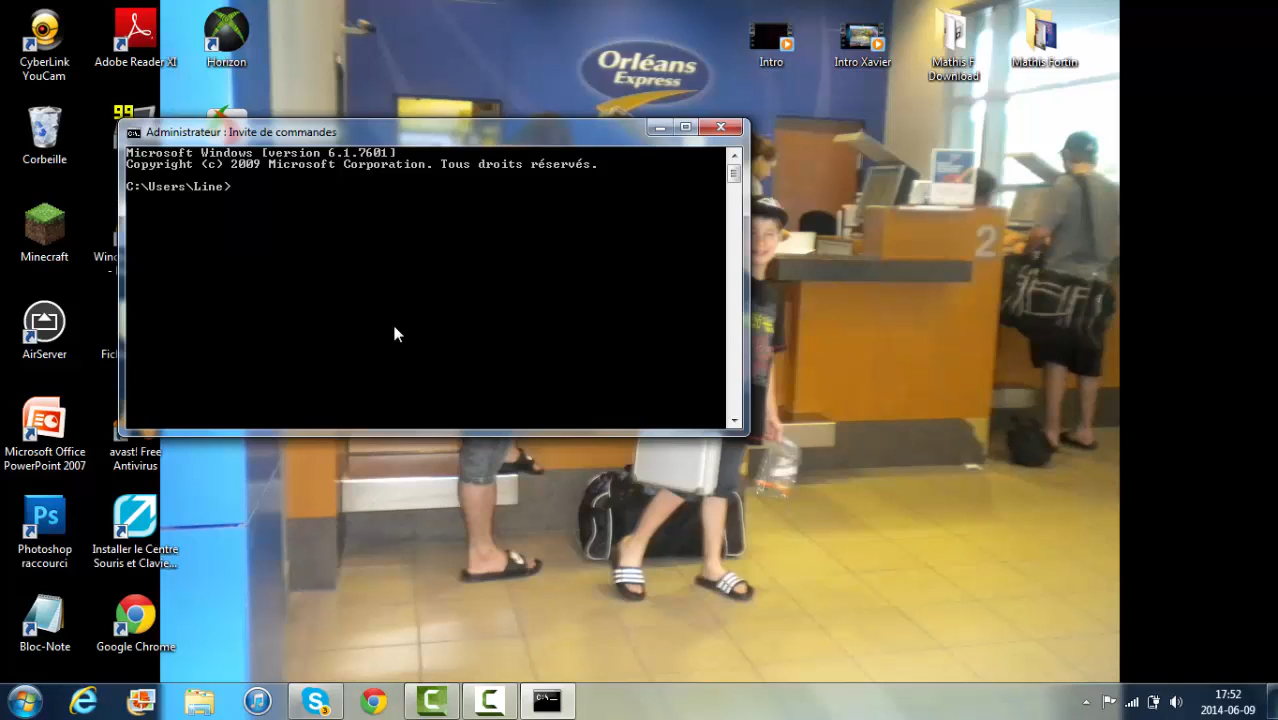 CyberLink
YouCam
Adobe Reader XI
Horizon
Intro
Intro Xavier
Mathis F
Download
Mathis Fortin
Orléans
Express
99
Corbeille
Administrateur : Invite de commandes
Microsoft Windows [version 6.1.7601]
Copyright (c) 2009 Microsoft Corporation. Tous droits réservés.
C:\Users\Line>
Minecraft
2
AirServer
Microsoft Office
PowerPoint 2007
avast! Free
Antivirus
Ps
Photoshop
raccourci
Installer le Centre
Souris et Clavie...
Bloc-Note
Google Chrome
3
17:52
2014-06-09